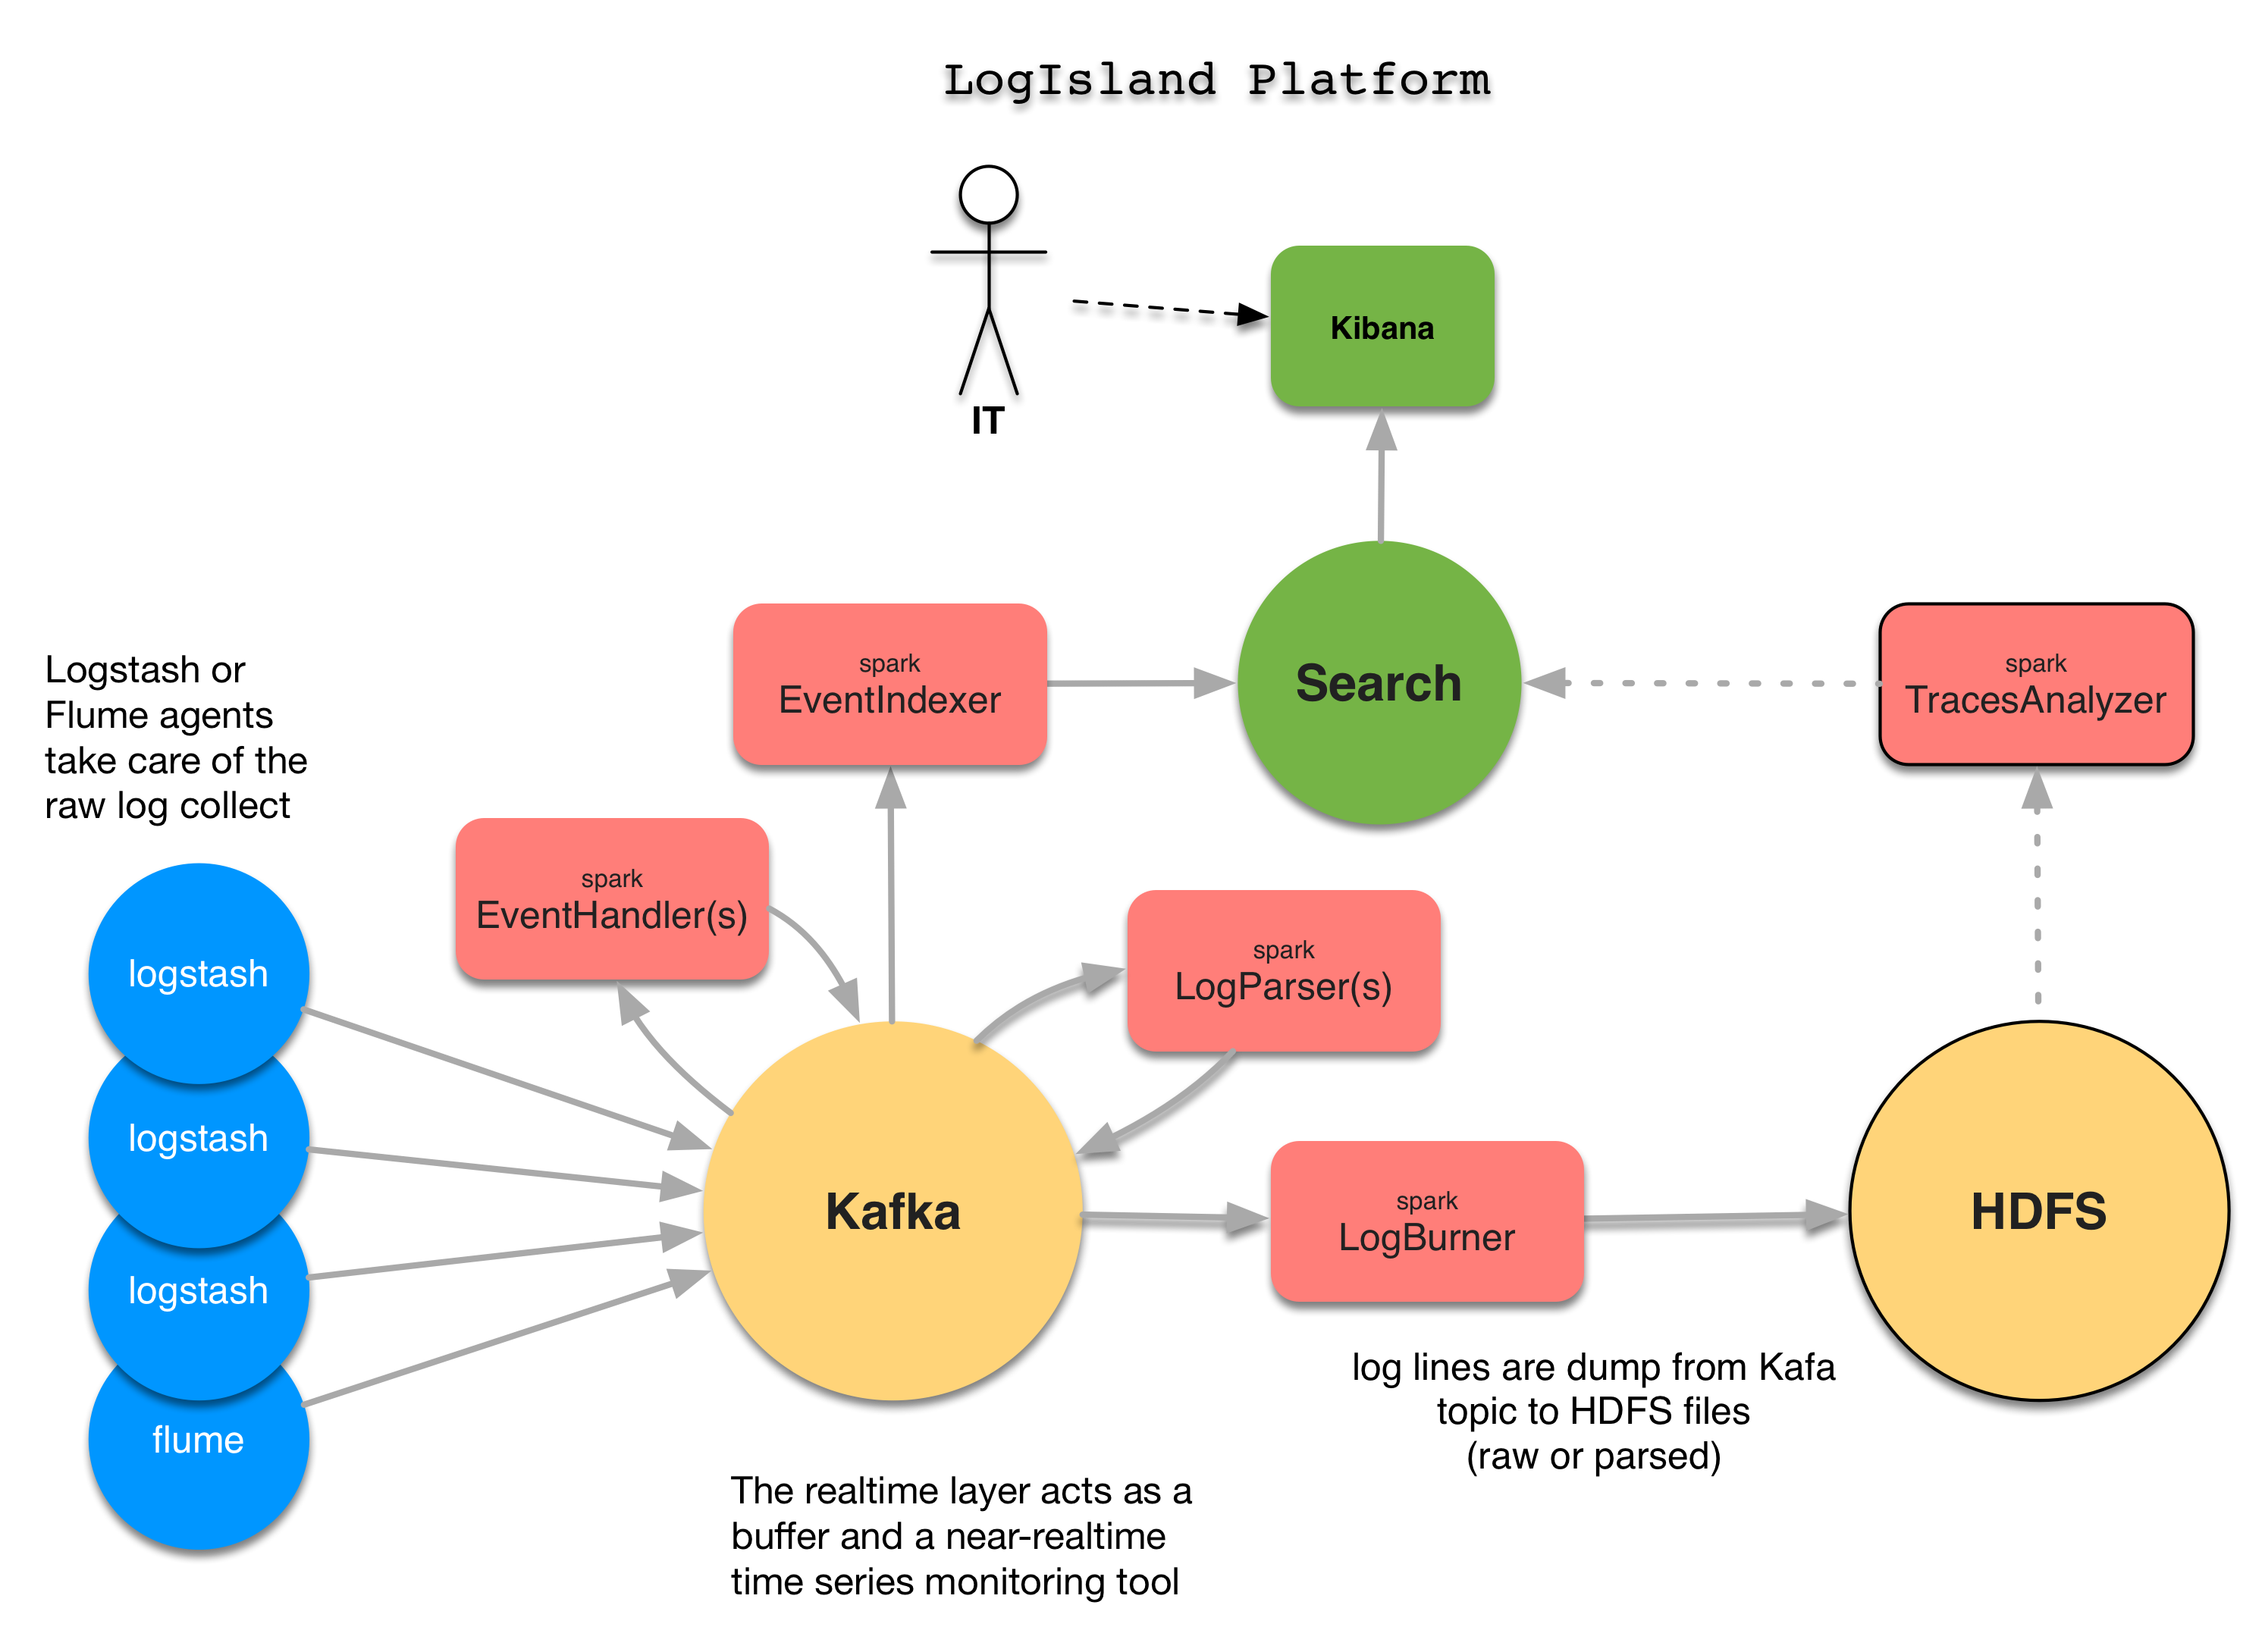 LogIsland Platform
IT
Kibana
Logstash or
Flume agents
take care of the
raw log collect
spark
EventIndexer
Search
spark
TracesAnalyzer
spark
EventHandler(s)
spark
LogParser(s)
logstash
logstash
logstash
flume
Kafka
spark
LogBurner
HDFS
log lines are dump from Kafa
topic to HDFS files
(raw or parsed)
The realtime layer acts as a
buffer and a near-realtime
time series monitoring tool